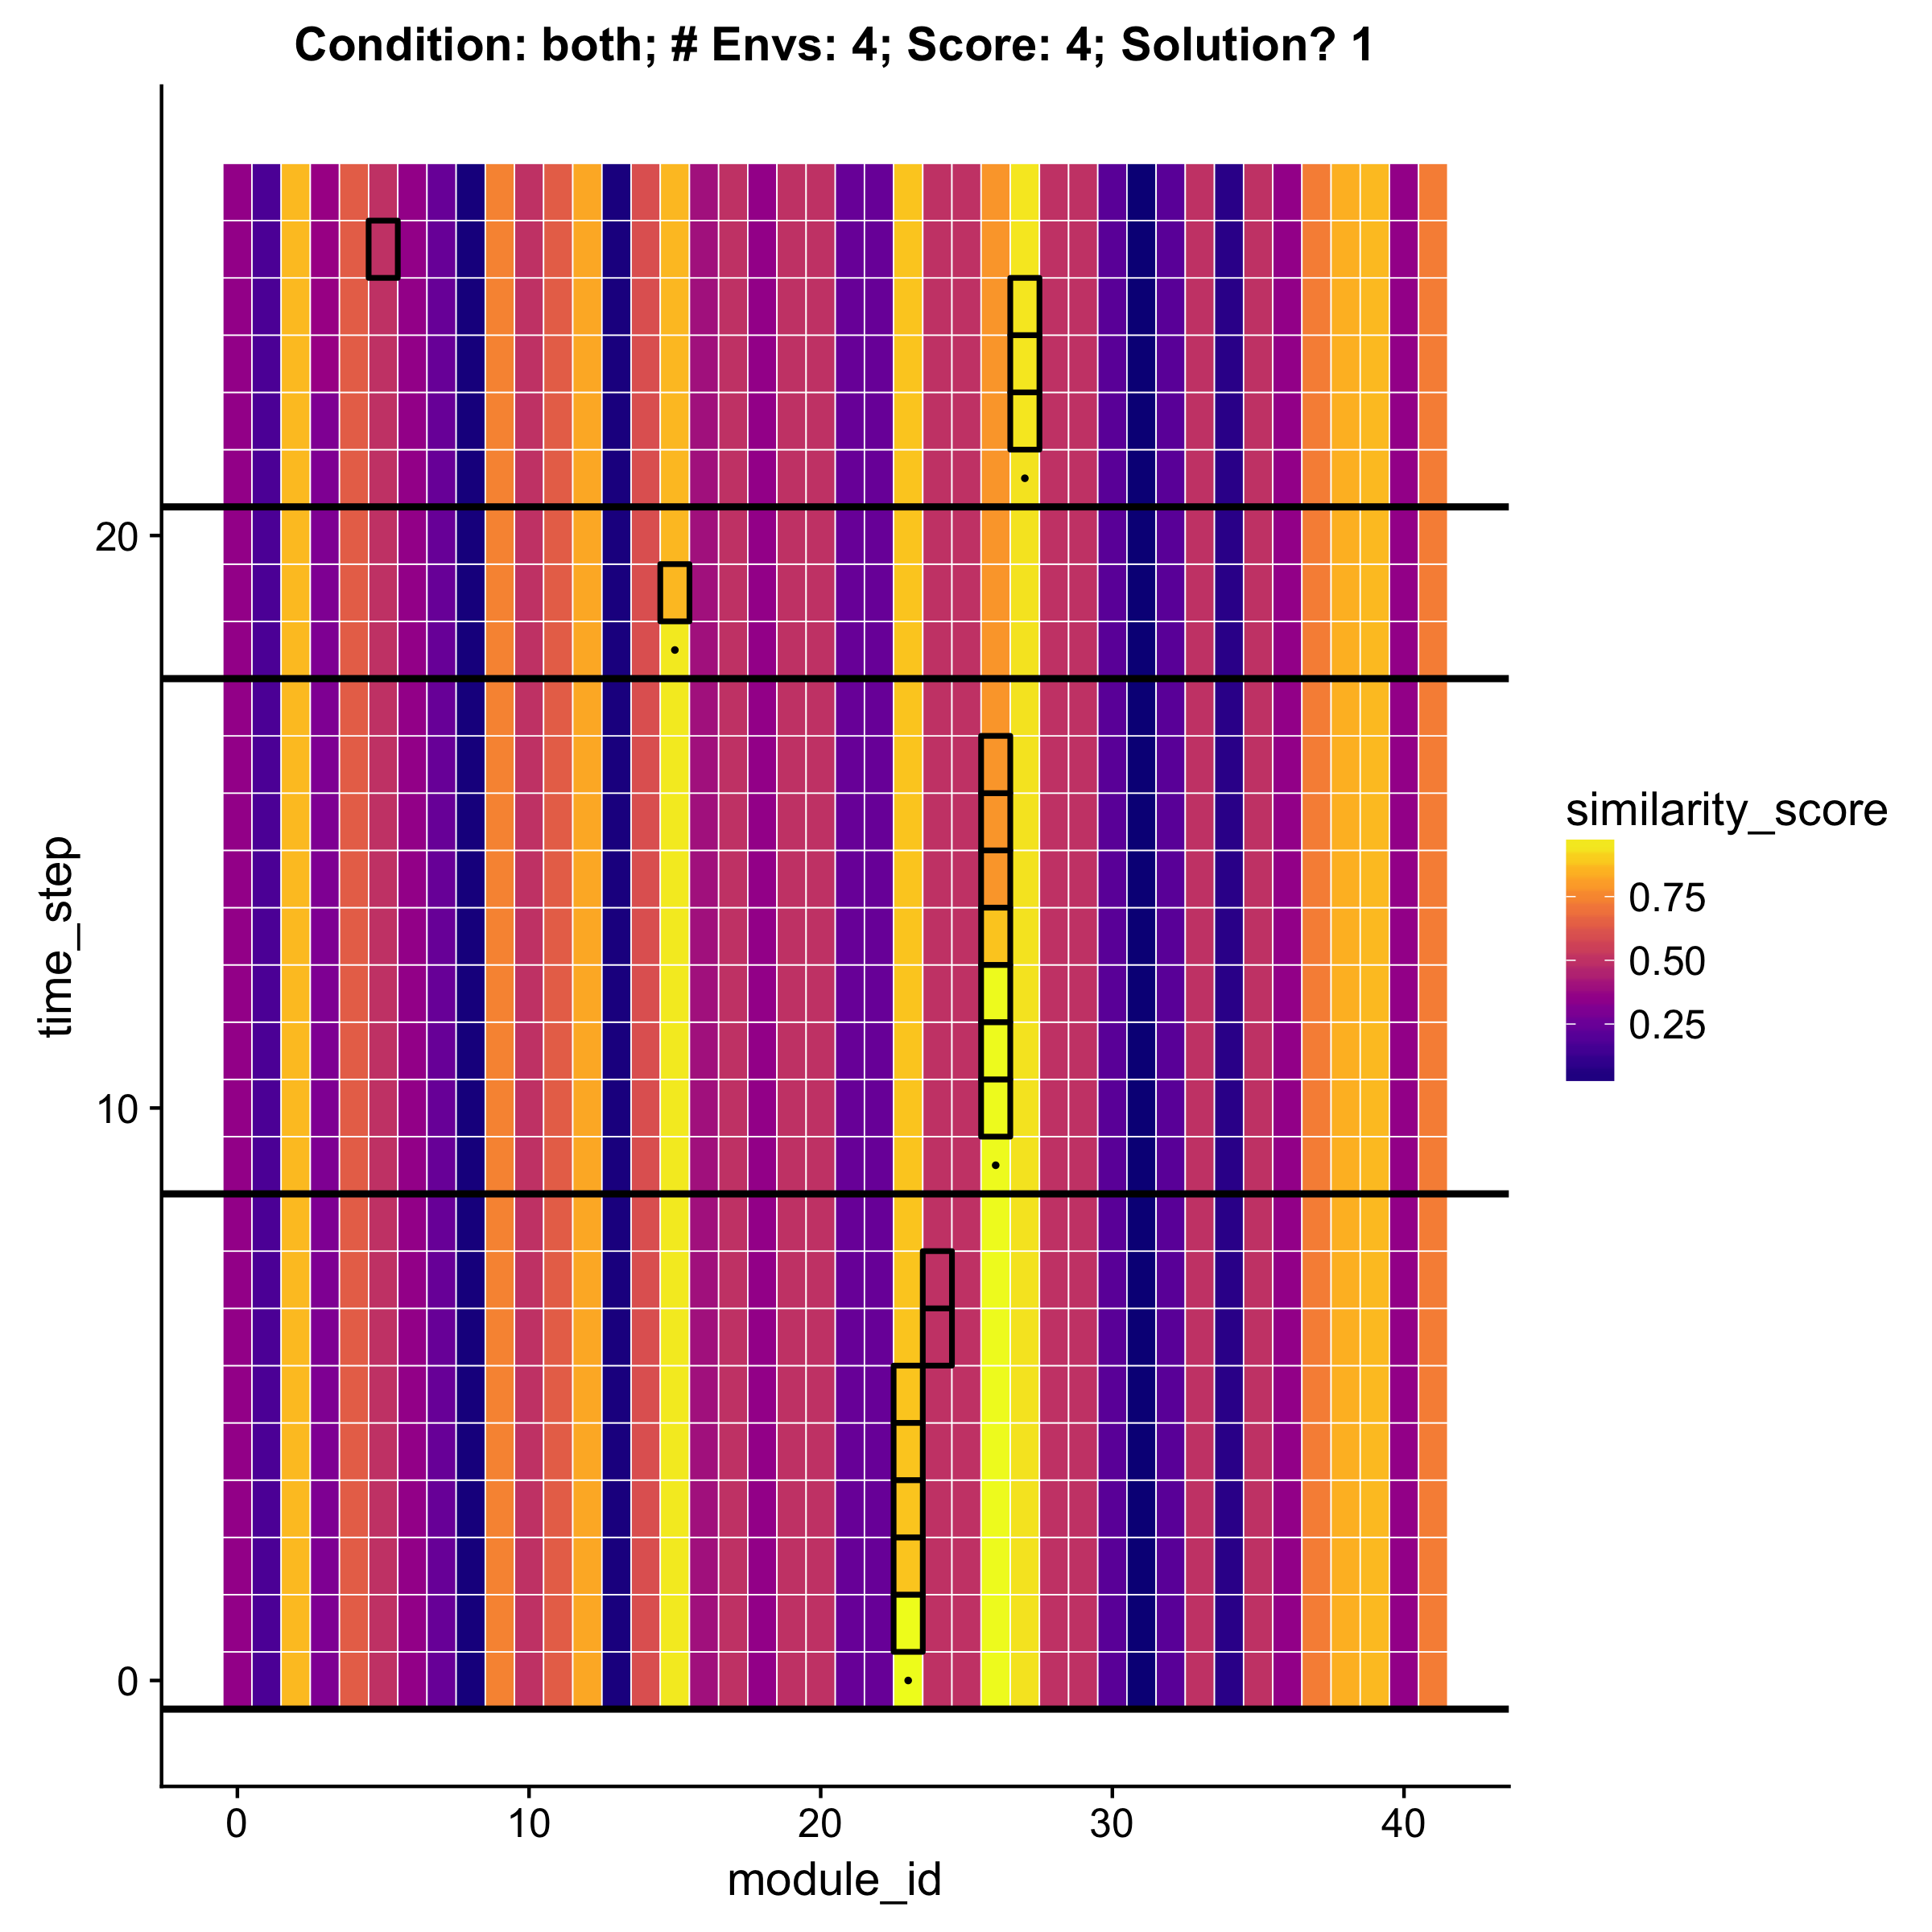 Condition: both; # Envs: 4; Score: 4; Solution? 1
time_step
20
10
0
0
10
20
30
40
module_id
similarity_score
0.75
0.50
0.25